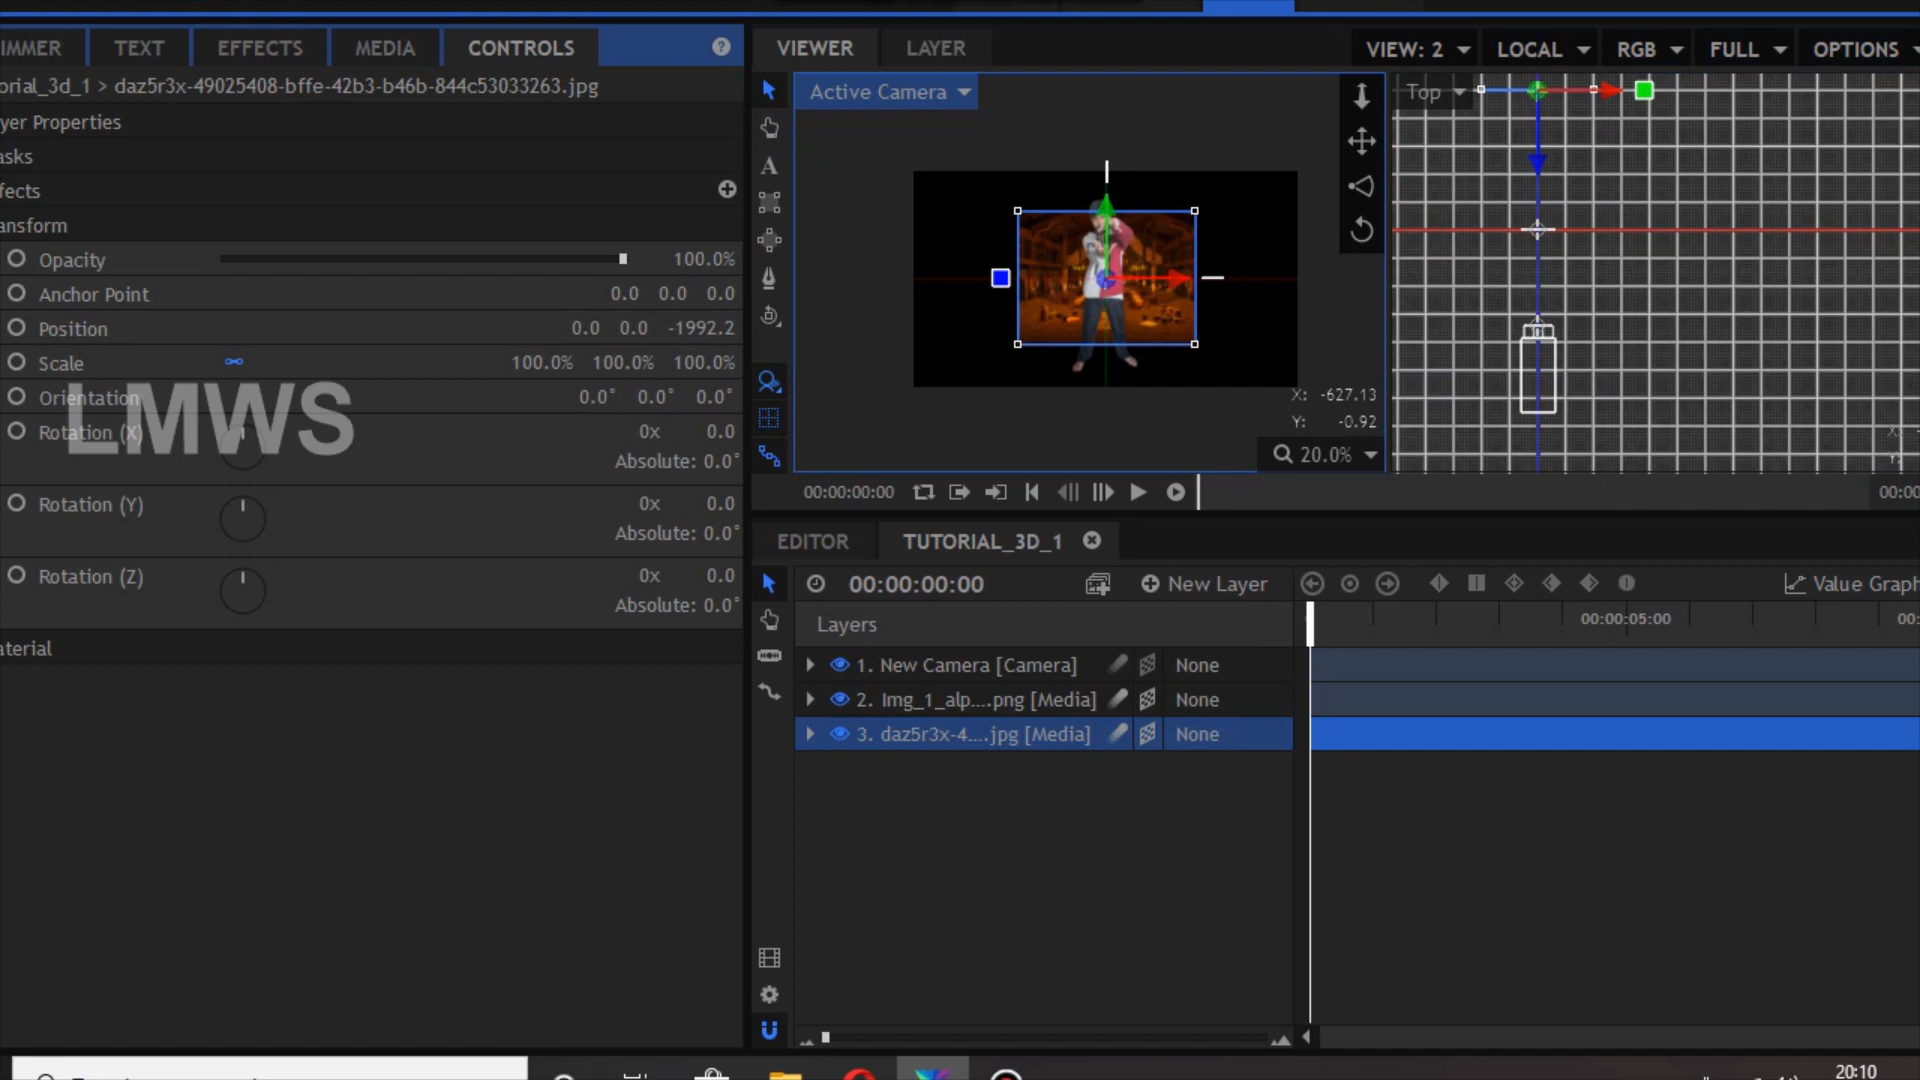 IMMER TEXT EFFECTS MEDIA CONTROLS
orial_3d_1 > daz5r3x-49025408-bffe-42b3-b46b-844c53033263.jpg
yer Properties
asks
fects
ansform
Opacity 100.0%
Anchor Point 0.0 0.0 0.0
Position 0.0 0.0 -1992.2
Scale 100.0% 100.0% 100.0%
Orientation 0.0° 0.0° 0.0°
Rotation (X) 0x 0.0
Absolute: 0.0°
LMWS
Rotation (Y) 0x 0.0
Absolute: 0.0°
Rotation (Z) 0x 0.0
Absolute: 0.0°
aterial
VIEWER LAYER VIEW: 2 LOCAL RGB FULL OPTIONS
Active Camera
Top
X: -627.13
Y: -0.92
20.0%
00:00:00:00
00:00
EDITOR TUTORIAL_3D_1
00:00:00:00 New Layer Value Graph
Layers 00:00:05:00 00:
1. New Camera [Camera] None
2. Img_1_alp....png [Media] None
3. daz5r3x-4....jpg [Media] None
20:10